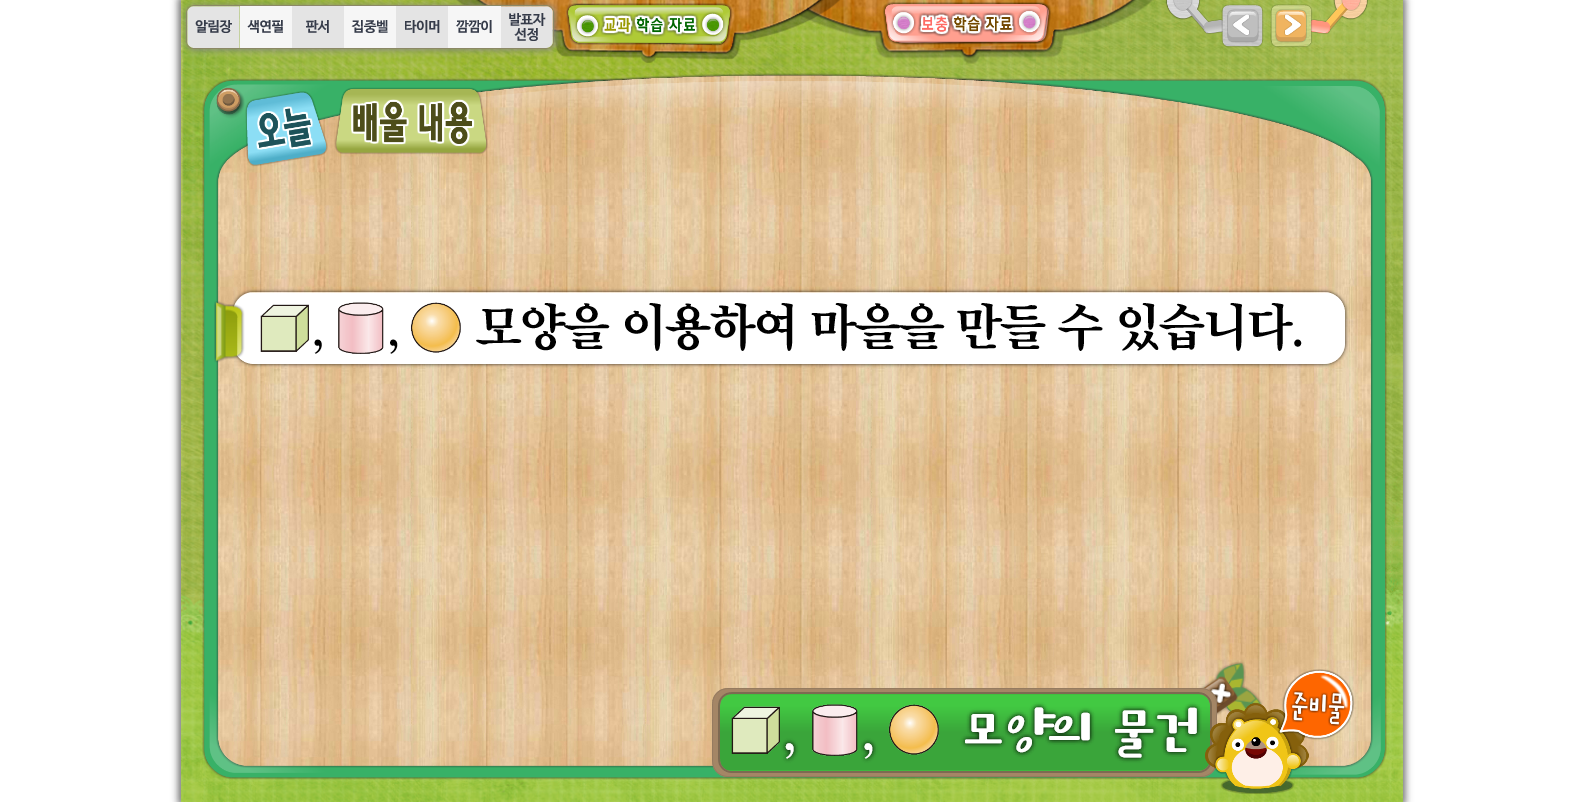 알림장 색연필 판서 집중벨 타이머 깜깜이 발표자 선정
교과 학습 자료
보충 학습 자료
오늘 배울 내용
, , 모양을 이용하여 마을을 만들 수 있습니다.
준비물
, , 모양의 물건